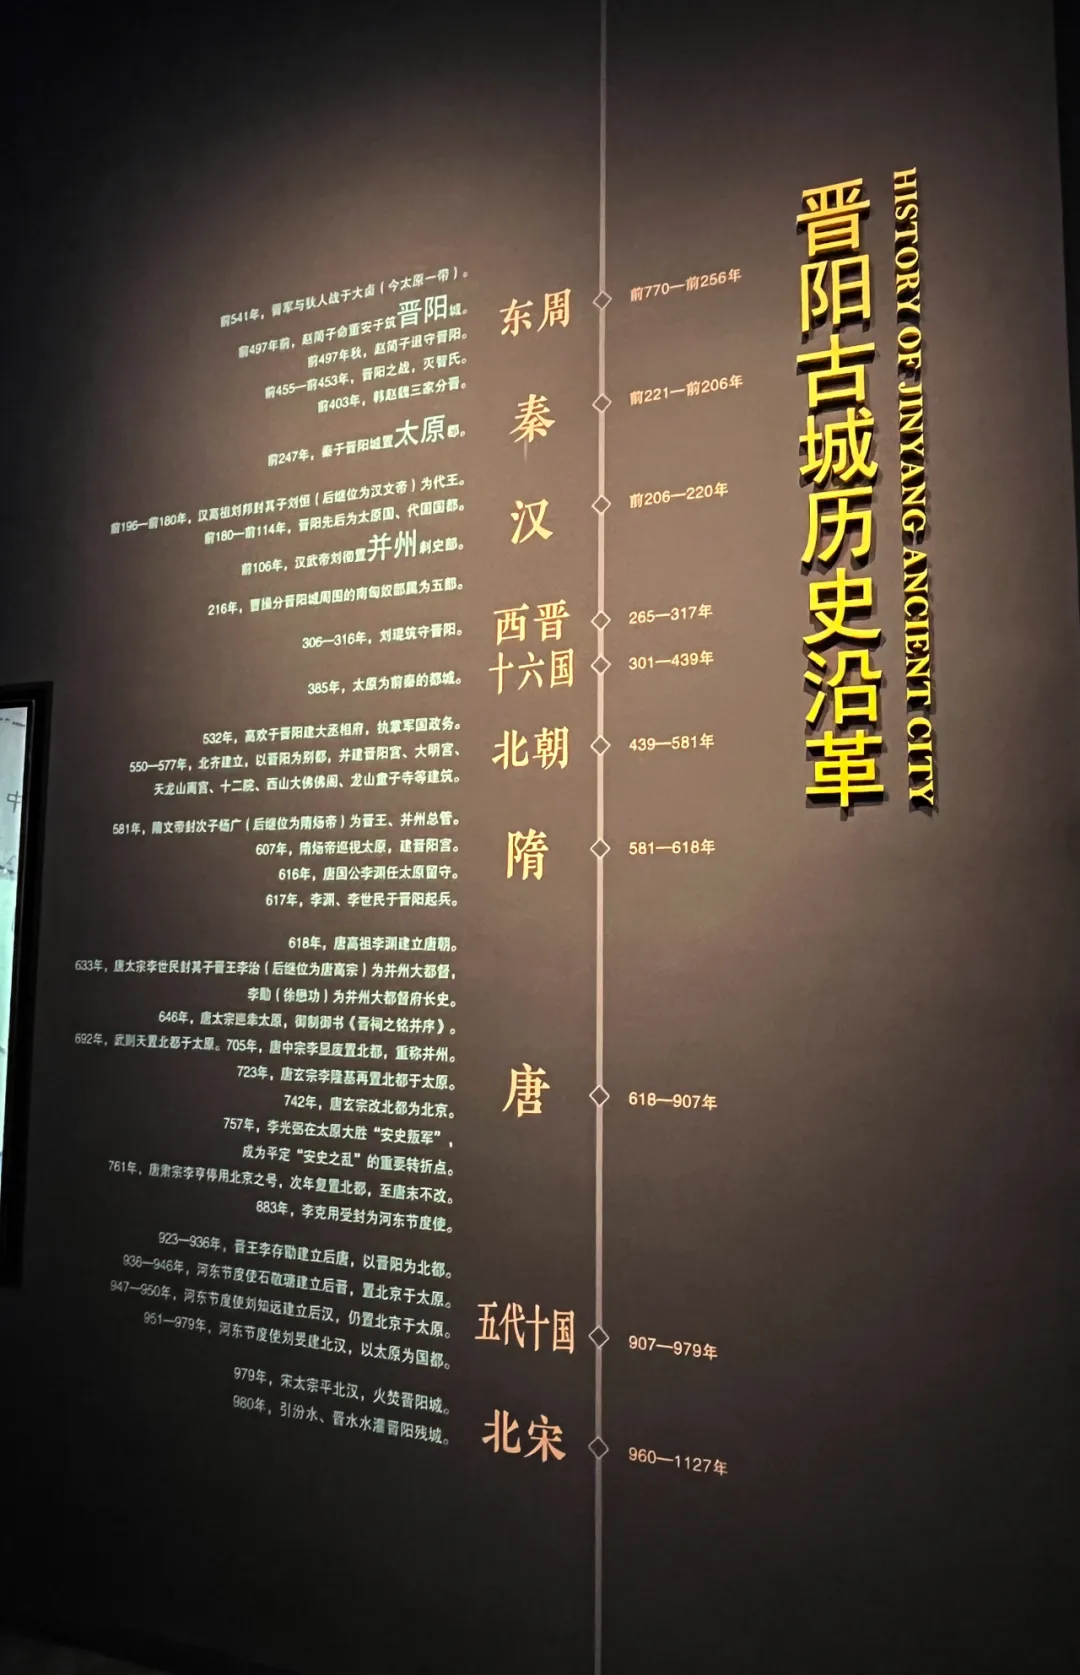 晋阳古城历史沿革
HISTORY OF JINYANG ANCIENT CITY
东周
前770—前256年
前541年，晋军与狄人战于大卤（今太原一带）。
前497年前，赵简子命董安于筑晋阳城。
前497年秋，赵简子退守晋阳。
前455—前453年，晋阳之战，灭智氏。
前403年，韩赵魏三家分晋。
秦
前221—前206年
前247年，秦于晋阳城置太原郡。
汉
前206—220年
前196—前180年，汉高祖刘邦封其子刘恒（后继位为汉文帝）为代王。
前180—前114年，晋阳先后为太原国、代国国都。
前106年，汉武帝刘彻置并州刺史部。
216年，曹操分晋阳城周围的南匈奴部属为五部。
西晋
265—317年
306—316年，刘琨筑守晋阳。
十六国
301—439年
385年，太原为前秦的都城。
北朝
439—581年
532年，高欢于晋阳建大丞相府，执掌军国政务。
550—577年，北齐建立，以晋阳为别都，并建晋阳宫、大明宫、
天龙山离宫、十二院、西山大佛佛阁、龙山童子寺等建筑。
隋
581—618年
581年，隋文帝封次子杨广（后继位为隋炀帝）为晋王、并州总管。
607年，隋炀帝巡视太原，建晋阳宫。
616年，唐国公李渊任太原留守。
617年，李渊、李世民于晋阳起兵。
唐
618—907年
618年，唐高祖李渊建立唐朝。
633年，唐太宗李世民封其子晋王李治（后继位为唐高宗）为并州大都督，
李勣（徐懋功）为并州大都督府长史。
646年，唐太宗巡幸太原，御制御书《晋祠之铭并序》。
692年，武则天置北都于太原。705年，唐中宗李显废置北都，重称并州。
723年，唐玄宗李隆基再置北都于太原。
742年，唐玄宗改北都为北京。
757年，李光弼在太原大胜“安史叛军”，
成为平定“安史之乱”的重要转折点。
761年，唐肃宗李亨停用北京之号，次年复置北都，至唐末不改。
883年，李克用受封为河东节度使。
五代十国
907—979年
923—936年，晋王李存勖建立后唐，以晋阳为北都。
936—946年，河东节度使石敬瑭建立后晋，置北京于太原。
947—950年，河东节度使刘知远建立后汉，仍置北京于太原。
951—979年，河东节度使刘旻建北汉，以太原为国都。
北宋
960—1127年
979年，宋太宗平北汉，火焚晋阳城。
980年，引汾水、晋水水灌晋阳残城。
中